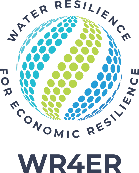 WATER RESILIENCE
FOR ECONOMIC RESILIENCE
WR4ER